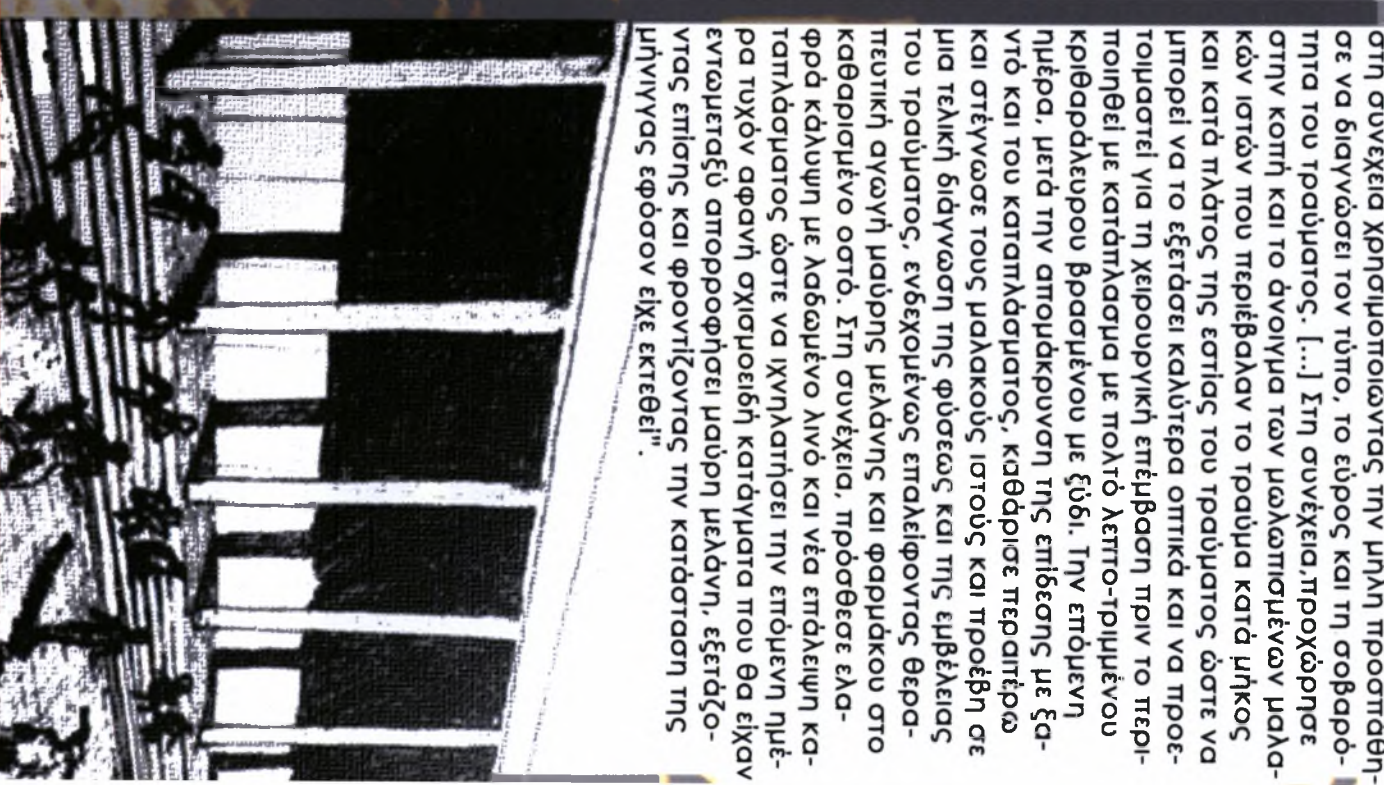 στη συνέχεια χρησιμοποιώντας την μήλη προσπάθη-
σε να διαγνώσει τον τύπο, το εύρος και τη σοβαρό-
τητα του τραύματος. [...] Στη συνέχεια,προχώρησε
στην κοπή και το άνοιγμα των μωλωπισμένων μαλα-
κών ιστών που περιέβαλαν το τραύμα κατά μήκος
και κατά πλάτος της εστίας του τραύματος ώστε να
μπορεί να το εξετάσει καλύτερα οπτικά και να προε-
τοιμαστεί για τη χειρουργική επέμβαση πριν το περι-
ποιηθεί με κατάπλασμα με πολτό λεπτο-τριμμένου
κριθαράλευρου βρασμένου με ξύδι. Την επόμενη
ημέρα, μετά την απομάκρυνση της επίδεσης με ξα-
ντό και του καταπλάσματος, καθάρισε περαιτέρω
και στέγνωσε τους μαλακούς ιστούς και προέβη σε
μια τελική διάγνωση της φύσεως και της εμβέλειας
του τραύματος, ενδεχομένως επαλείφοντας θερα-
πευτική αγωγή μαύρης μελάνης και φαρμάκου στο
καθαρισμένο οστό. Στη συνέχεια, πρόσθεσε ελα-
φρά κάλυψη με λαδωμένο λινό και νέα επάλειψη κα-
ταπλάσματος ώστε να ιχνηλατήσει την επόμενη ημέ-
ρα τυχόν αφανή σχισμοειδή κατάγματα που θα είχαν
εντωμεταξύ απορροφήσει μαύρη μελάνη, εξετάζο-
ντας επίσης και φροντίζοντας την κατάσταση της
μήνιγγας εφόσον είχε εκτεθεί".